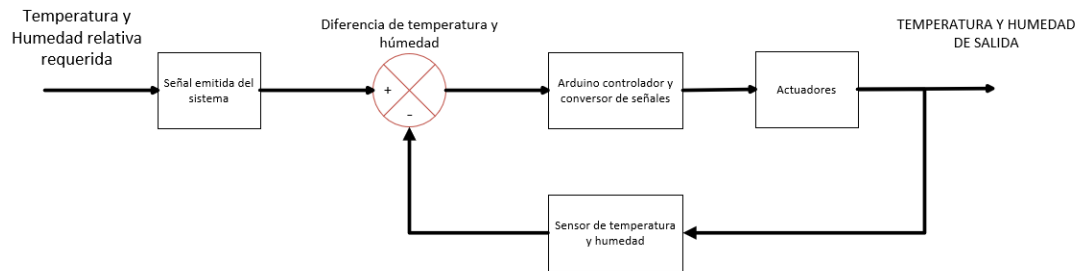 Temperatura y
Humedad relativa
requerida
Señal emitida del
sistema
Diferencia de temperatura y
húmedad
+
-
Arduino controlador y
conversor de señales
Actuadores
TEMPERATURA Y HUMEDAD
DE SALIDA
Sensor de temperatura
y humedad